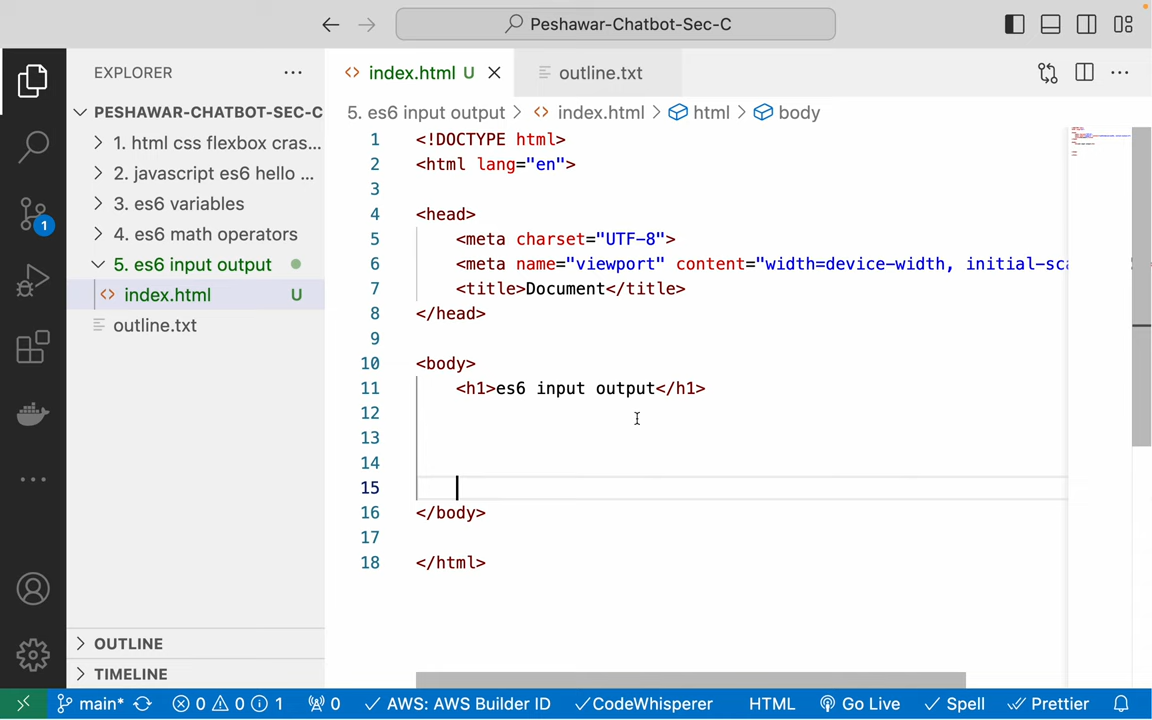 Peshawar-Chatbot-Sec-C
EXPLORER
PESHAWAR-CHATBOT-SEC-C
1. html css flexbox cras...
2. javascript es6 hello ...
3. es6 variables
4. es6 math operators
5. es6 input output
index.html U
outline.txt
OUTLINE
TIMELINE
1
index.html U
outline.txt
5. es6 input output > index.html > html > body
1 <!DOCTYPE html>
2 <html lang="en">
3
4 <head>
5 <meta charset="UTF-8">
6 <meta name="viewport" content="width=device-width, initial-sca
7 <title>Document</title>
8 </head>
9
10 <body>
11 <h1>es6 input output</h1>
12
13
14
15
16 </body>
17
18 </html>
main* 0 0 1 0 AWS: AWS Builder ID CodeWhisperer HTML Go Live Spell Prettier